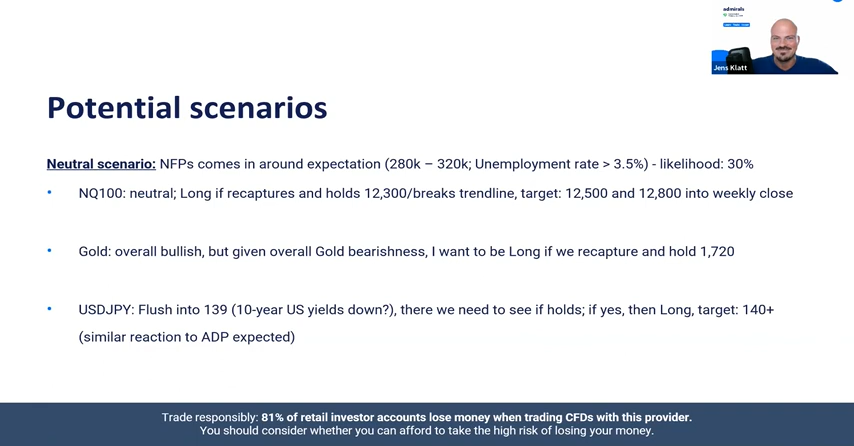 admirals
Jens Klatt
Potential scenarios
Neutral scenario: NFPs comes in around expectation (280k – 320k; Unemployment rate > 3.5%) - likelihood: 30%
• NQ100: neutral; Long if recaptures and holds 12,300/breaks trendline, target: 12,500 and 12,800 into weekly close
• Gold: overall bullish, but given overall Gold bearishness, I want to be Long if we recapture and hold 1,720
• USDJPY: Flush into 139 (10-year US yields down?), there we need to see if holds; if yes, then Long, target: 140+
(similar reaction to ADP expected)
Trade responsibly: 81% of retail investor accounts lose money when trading CFDs with this provider.
You should consider whether you can afford to take the high risk of losing your money.